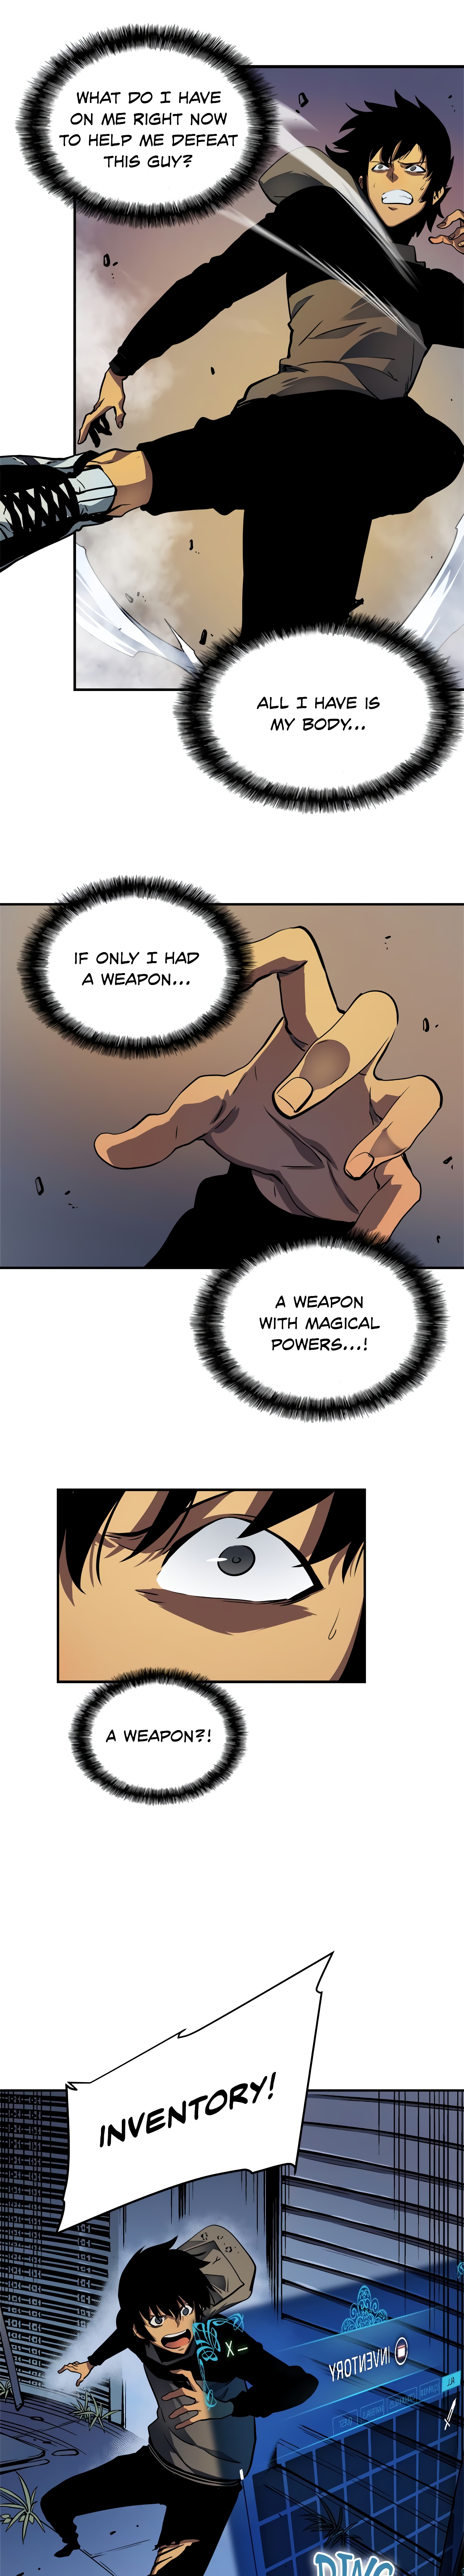 WHAT DO I HAVE
ON ME RIGHT NOW
TO HELP ME DEFEAT
THIS GUY?
ALL I HAVE IS
MY BODY...
IF ONLY I HAD
A WEAPON...
A WEAPON
WITH MAGICAL
POWERS...!
A WEAPON?!
INVENTORY!
INVENTORY
DING